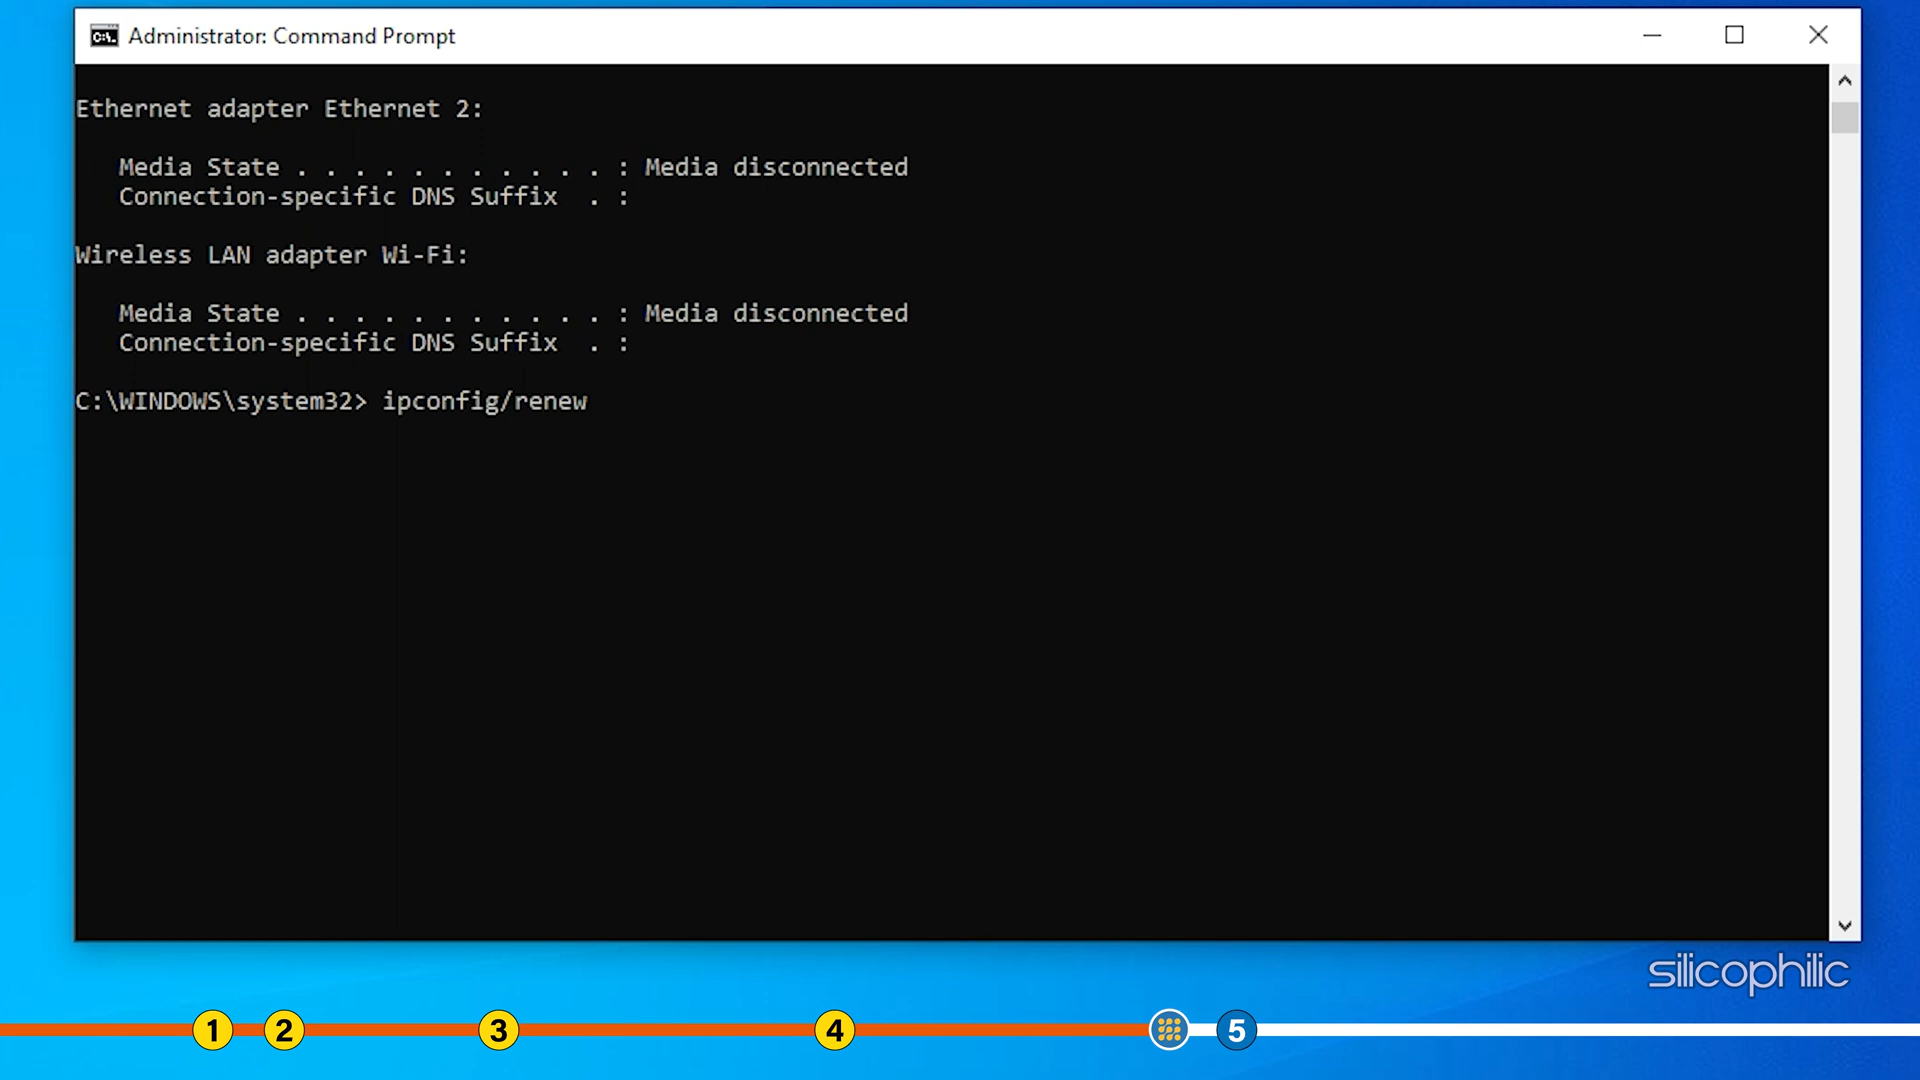 Administrator: Command Prompt
Ethernet adapter Ethernet 2:
Media State . . . . . . . . . . . : Media disconnected
Connection-specific DNS Suffix  . :
Wireless LAN adapter Wi-Fi:
Media State . . . . . . . . . . . : Media disconnected
Connection-specific DNS Suffix  . :
C:\WINDOWS\system32> ipconfig/renew
silicophilic
1 2 3 4 5